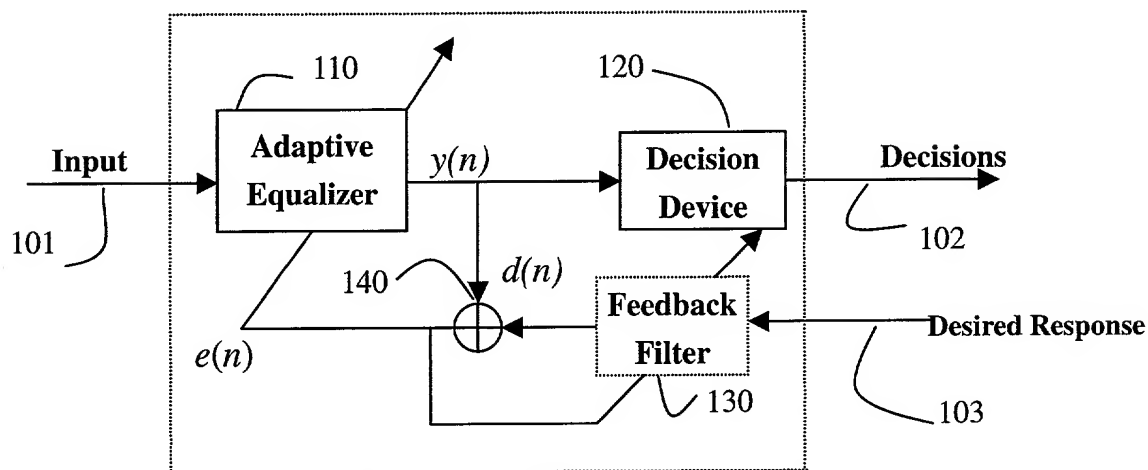 110
120
Input
Adaptive
Equalizer
y(n)
Decision
Device
Decisions
101
102
140
d(n)
Feedback
Filter
Desired Response
e(n)
130
103